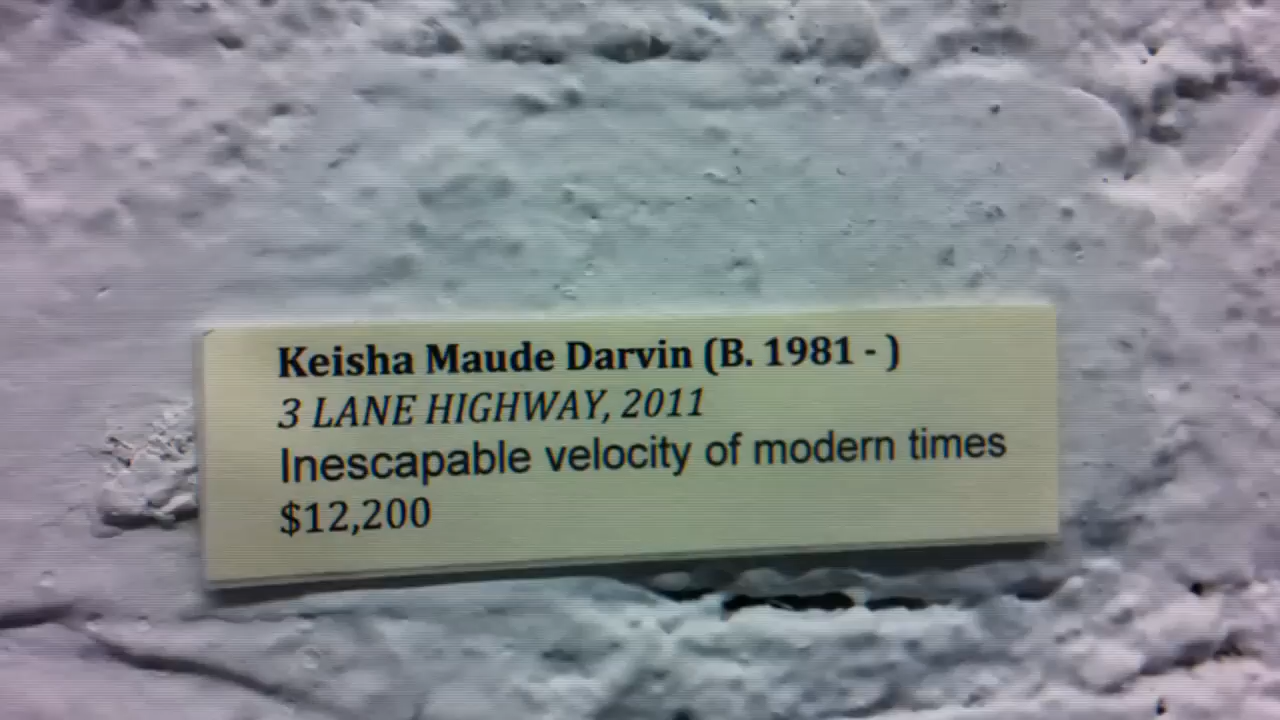 Keisha Maude Darvin (B. 1981 - )
3 LANE HIGHWAY, 2011
Inescapable velocity of modern times
$12,200